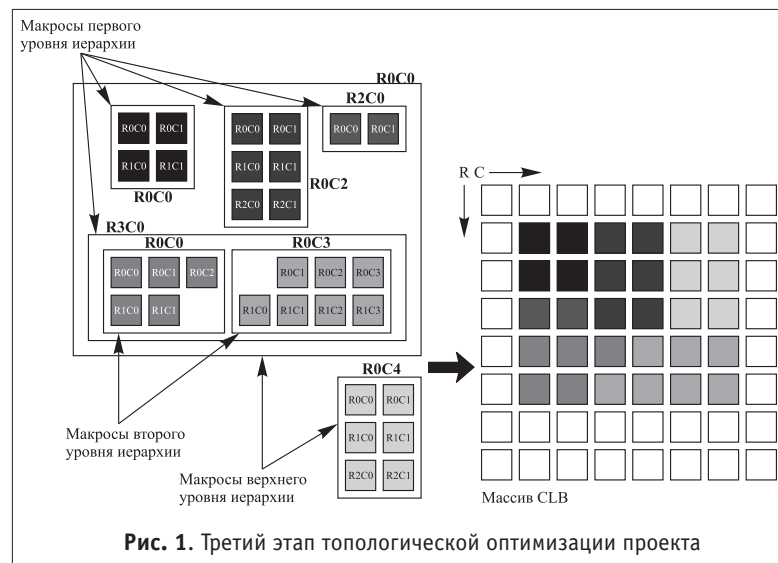 Макросы первого
уровня иерархии
R0C0
R2C0
R0C0 R0C1
R1C0 R1C1
R0C0
R0C0 R0C1
R1C0 R1C1
R2C0 R2C1
R0C2
R0C0 R0C1
R C
R3C0
R0C0
R0C3
R0C0 R0C1 R0C2
R1C0 R1C1
R0C1 R0C2 R0C3
R1C0 R1C1 R1C2 R1C3
R0C4
R0C0 R0C1
R1C0 R1C1
R2C0 R2C1
Макросы второго
уровня иерархии
Макросы верхнего
уровня иерархии
Массив CLB
Рис. 1. Третий этап топологической оптимизации проекта